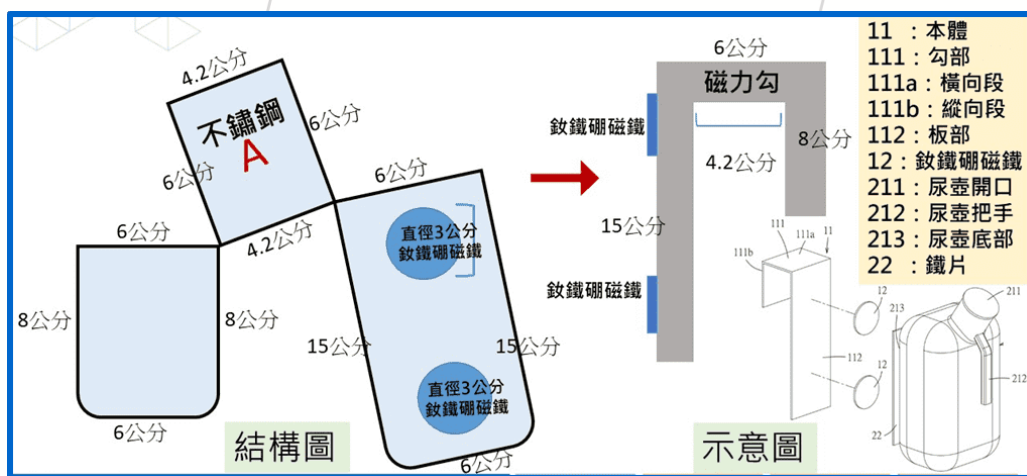 4.2公分
不鏽鋼
A
6公分
6公分
4.2公分
6公分
8公分
8公分
6公分
6公分
直徑3公分
釹鐵硼磁鐵
15公分
15公分
直徑3公分
釹鐵硼磁鐵
6公分
結構圖
6公分
磁力勾
釹鐵硼磁鐵
4.2公分
8公分
15公分
釹鐵硼磁鐵
示意圖
111
111a
11
111b
12
112
12
211
213
212
22
11：本體
111：勾部
111a：橫向段
111b：縱向段
112：板部
12：釹鐵硼磁鐵
211：尿壺開口
212：尿壺把手
213：尿壺底部
22 ：鐵片